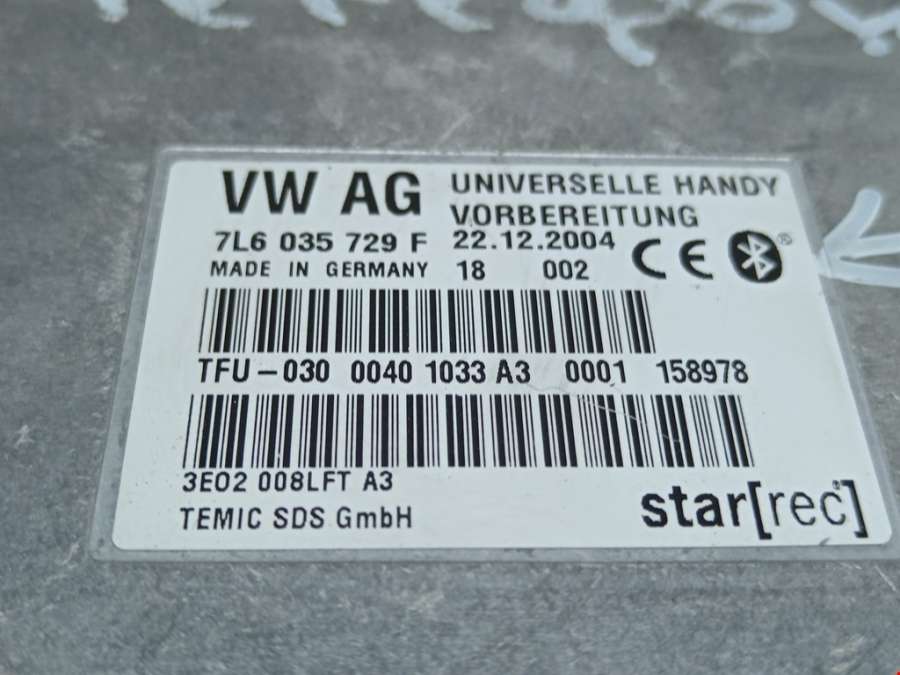 VW AG
UNIVERSELLE HANDY
VORBEREITUNG
7L6 035 729 F
22.12.2004
CE
®
MADE IN GERMANY
18 002
TFU-030 0040 1033 A3 0001 158978
3E02 008LFT A3
TEMIC SDS GmbH
star[rec]